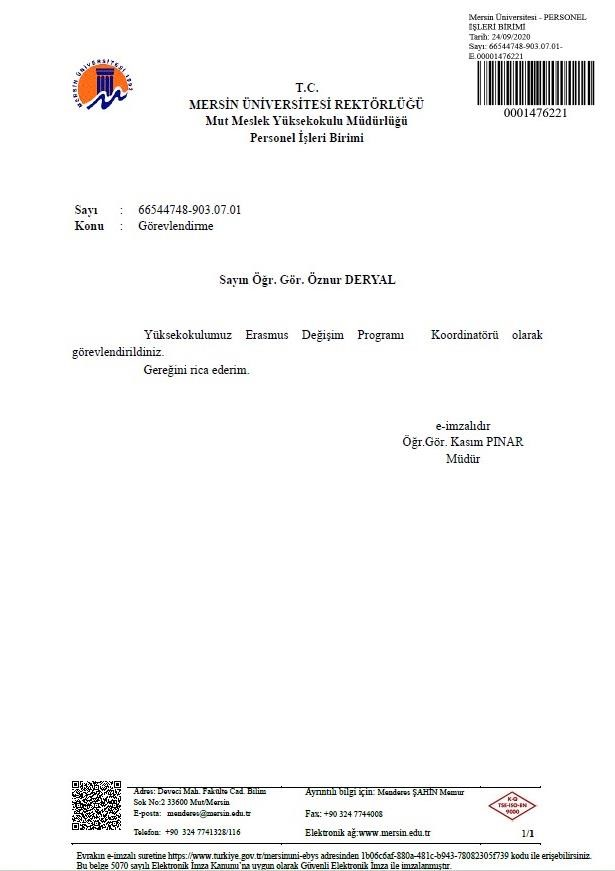 Mersin Üniversitesi - PERSONEL
İŞLERİ BİRİMİ
Tarih: 24/09/2020
Sayı: 66544748-903.07.01-
E.00001476221
0001476221
MERSİN ÜNİVERSİTESİ 1992
T.C.
MERSİN ÜNİVERSİTESİ REKTÖRLÜĞÜ
Mut Meslek Yüksekokulu Müdürlüğü
Personel İşleri Birimi
Sayı : 66544748-903.07.01
Konu : Görevlendirme
Sayın Öğr. Gör. Öznur DERYAL
Yüksekokulumuz Erasmus Değişim Programı Koordinatörü olarak
görevlendirildiniz.
Gereğini rica ederim.
e-imzalıdır
Öğr.Gör. Kasım PINAR
Müdür
Adres: Deveci Mah. Fakülte Cad. Bilim
Sok No:2 33600 Mut/Mersin
E-posta: menderes@mersin.edu.tr
Telefon: +90 324 7741328/116
Ayrıntılı bilgi için: Menderes ŞAHİN Memur
Fax: +90 324 7744008
Elektronik ağ:www.mersin.edu.tr
K-Q
TSE-ISO-EN
9000
1/1
Evrakın e-imzalı suretine https://www.turkiye.gov.tr/mersinuni-ebys adresinden 1b06c6af-880a-481c-b943-78082305f739 kodu ile erişebilirsiniz.
Bu belge 5070 sayılı Elektronik İmza Kanunu'na uygun olarak Güvenli Elektronik İmza ile imzalanmıştır.